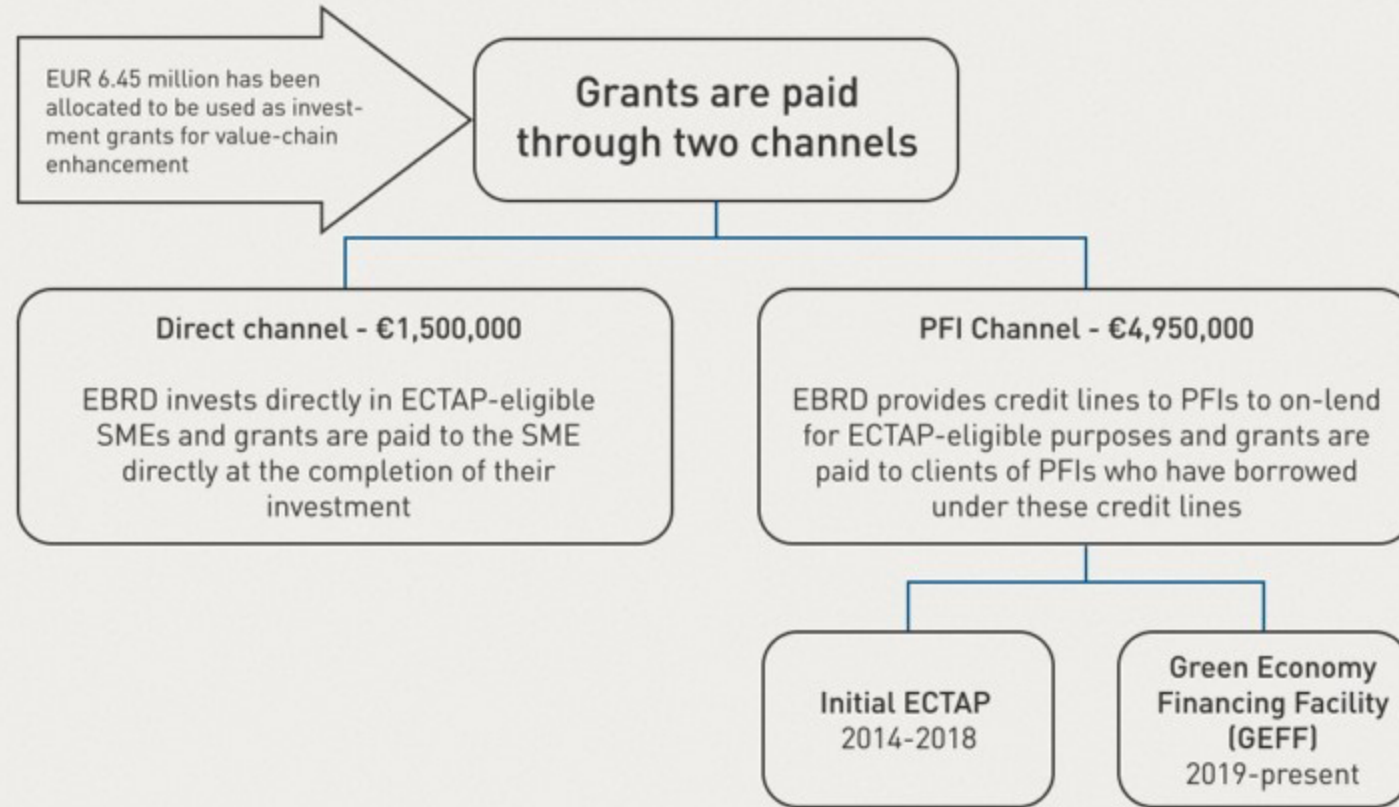 EUR 6.45 million has been
allocated to be used as invest-
ment grants for value-chain
enhancement
Grants are paid
through two channels
Direct channel - €1,500,000
EBRD invests directly in ECTAP-eligible
SMEs and grants are paid to the SME
directly at the completion of their
investment
PFI Channel - €4,950,000
EBRD provides credit lines to PFIs to on-lend
for ECTAP-eligible purposes and grants are
paid to clients of PFIs who have borrowed
under these credit lines
Initial ECTAP
2014-2018
Green Economy
Financing Facility
(GEFF)
2019-present